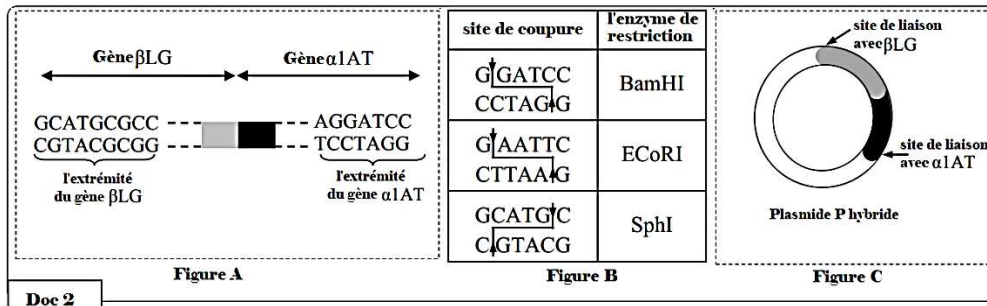 Gène βLG
Gène α1AT
GCATGCGCC
CGTACGCGG
AGGATCC
TCCTAGG
l'extrémité
du gène βLG
l'extrémité
du gène α1AT
Figure A
site de coupure
l'enzyme de
restriction
GGATCC
CCTAGG
BamHI
GAATTC
CTTAAG
ECoRI
GCATGC
CGTACG
SphI
Figure B
site de liaison
avec βLG
site de liaison
avec α1AT
Plasmide P hybride
Figure C
Doc 2